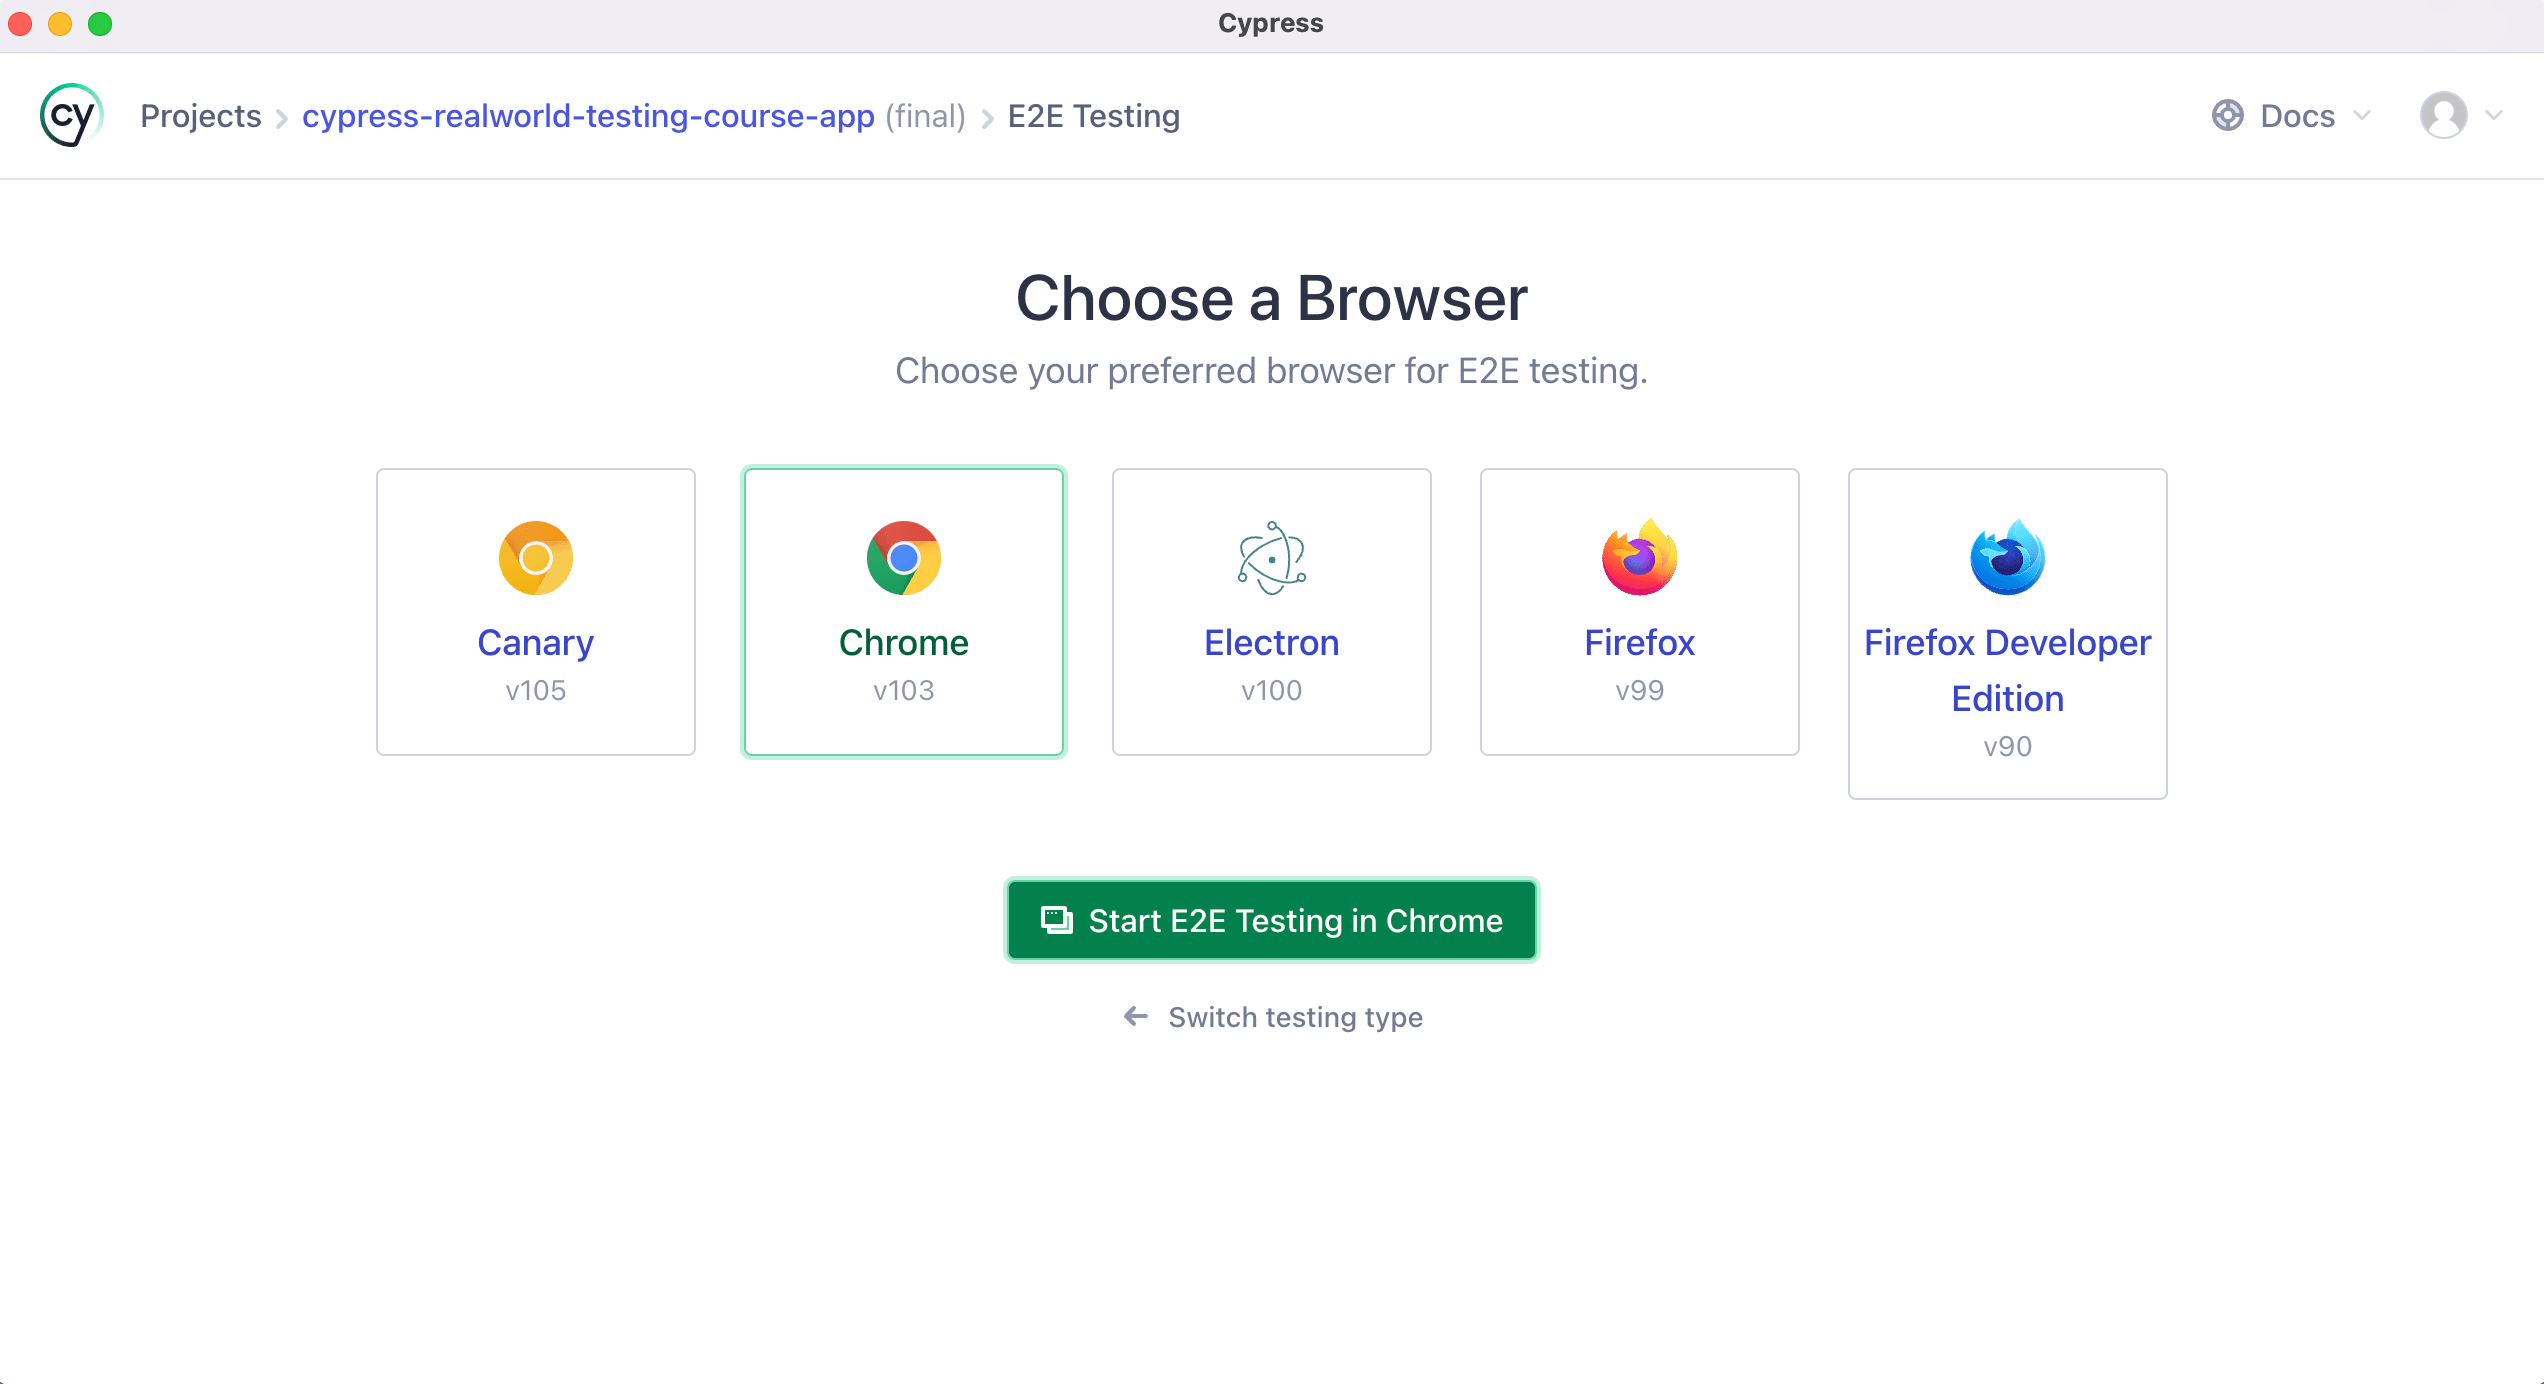 Cypress
cy Projects cypress-realworld-testing-course-app (final) E2E Testing Docs
Choose a Browser
Choose your preferred browser for E2E testing.
Canary
v105
Chrome
v103
Electron
v100
Firefox
v99
Firefox Developer
Edition
v90
Start E2E Testing in Chrome
Switch testing type